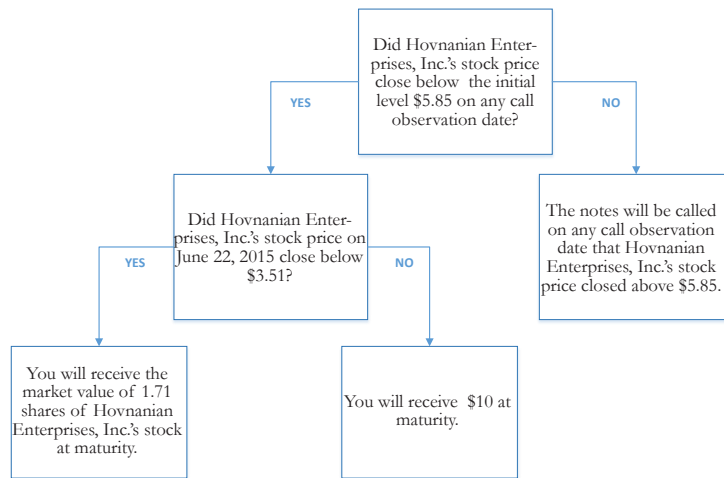 Did Hovnanian Enter-
prises, Inc.'s stock price
close below the initial
level $5.85 on any call
observation date?
YES
NO
Did Hovnanian Enter-
prises, Inc.'s stock price on
June 22, 2015 close below
$3.51?
The notes will be called
on any call observation
date that Hovnanian
Enterprises, Inc.'s stock
price closed above $5.85.
YES
NO
You will receive the
market value of 1.71
shares of Hovnanian
Enterprises, Inc.'s stock
at maturity.
You will receive $10 at
maturity.